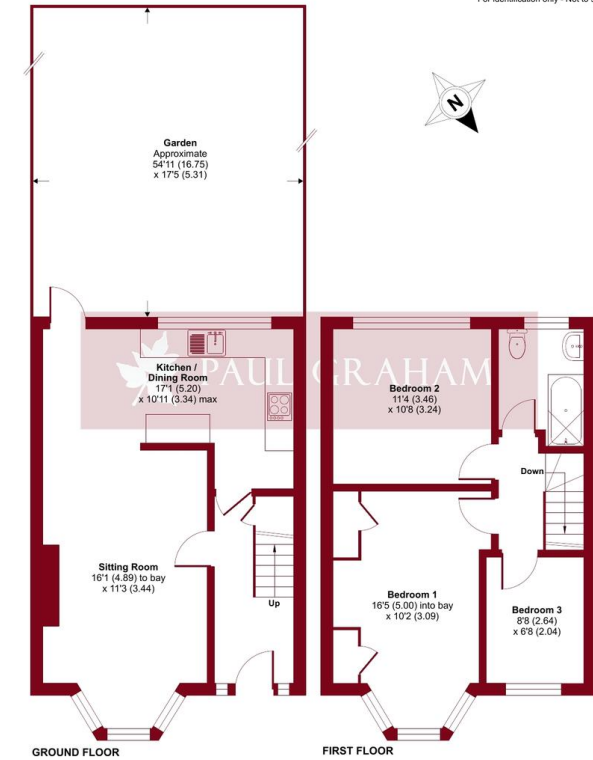 For identification only - Not to s
Garden
Approximate
54'11 (16.75)
x 17'5 (5.31)
N
Kitchen /
Dining Room
17'1 (5.20)
x 10'11 (3.34) max
PAUL GRAHAM
Bedroom 2
11'4 (3.46)
x 10'8 (3.24)
Down
Sitting Room
16'1 (4.89) to bay
x 11'3 (3.44)
Up
Bedroom 1
16'5 (5.00) into bay
x 10'2 (3.09)
Bedroom 3
8'8 (2.64)
x 6'8 (2.04)
GROUND FLOOR
FIRST FLOOR